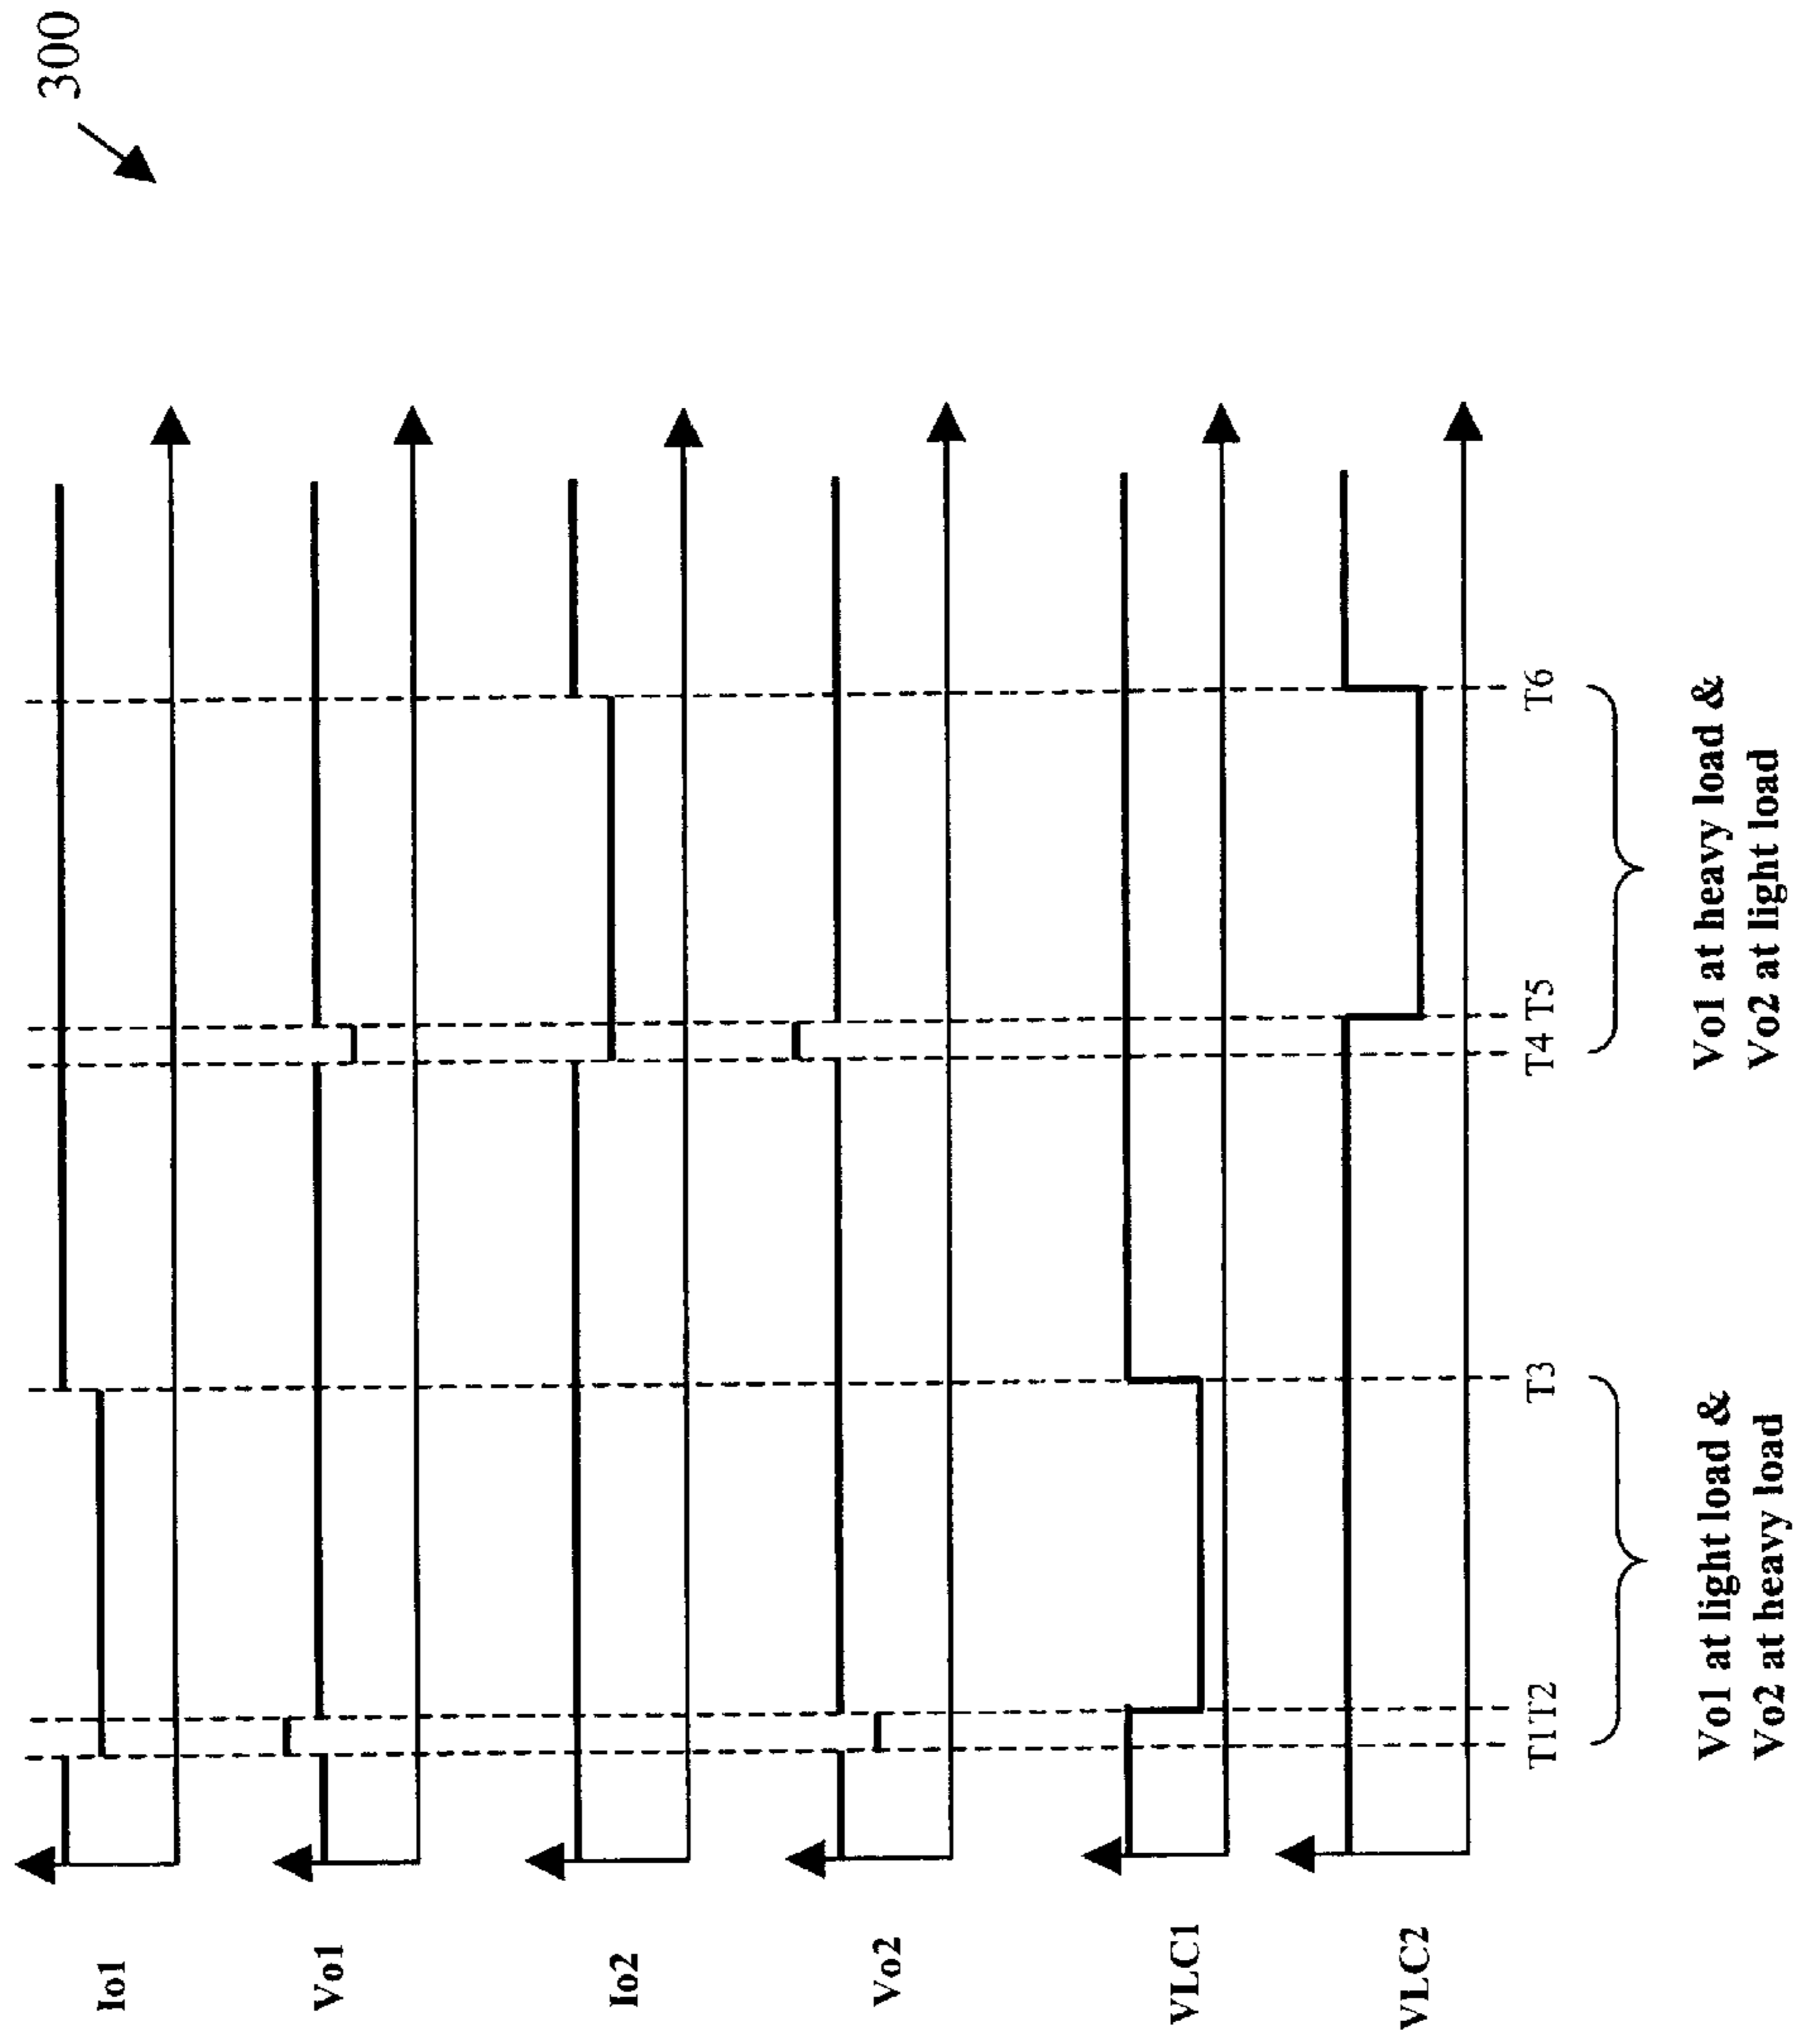 300
Io1
Vo1
Io2
Vo2
VLC1
VLC2
T1T2
T3
T4 T5
T6
Vo1 at light load &
Vo2 at heavy load
Vo1 at heavy load &
Vo2 at light load